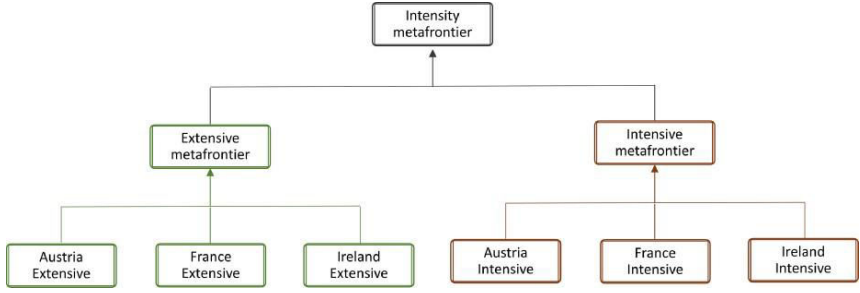 Intensity
metafrontier
Extensive
metafrontier
Intensive
metafrontier
Austria
Extensive
France
Extensive
Ireland
Extensive
Austria
Intensive
France
Intensive
Ireland
Intensive